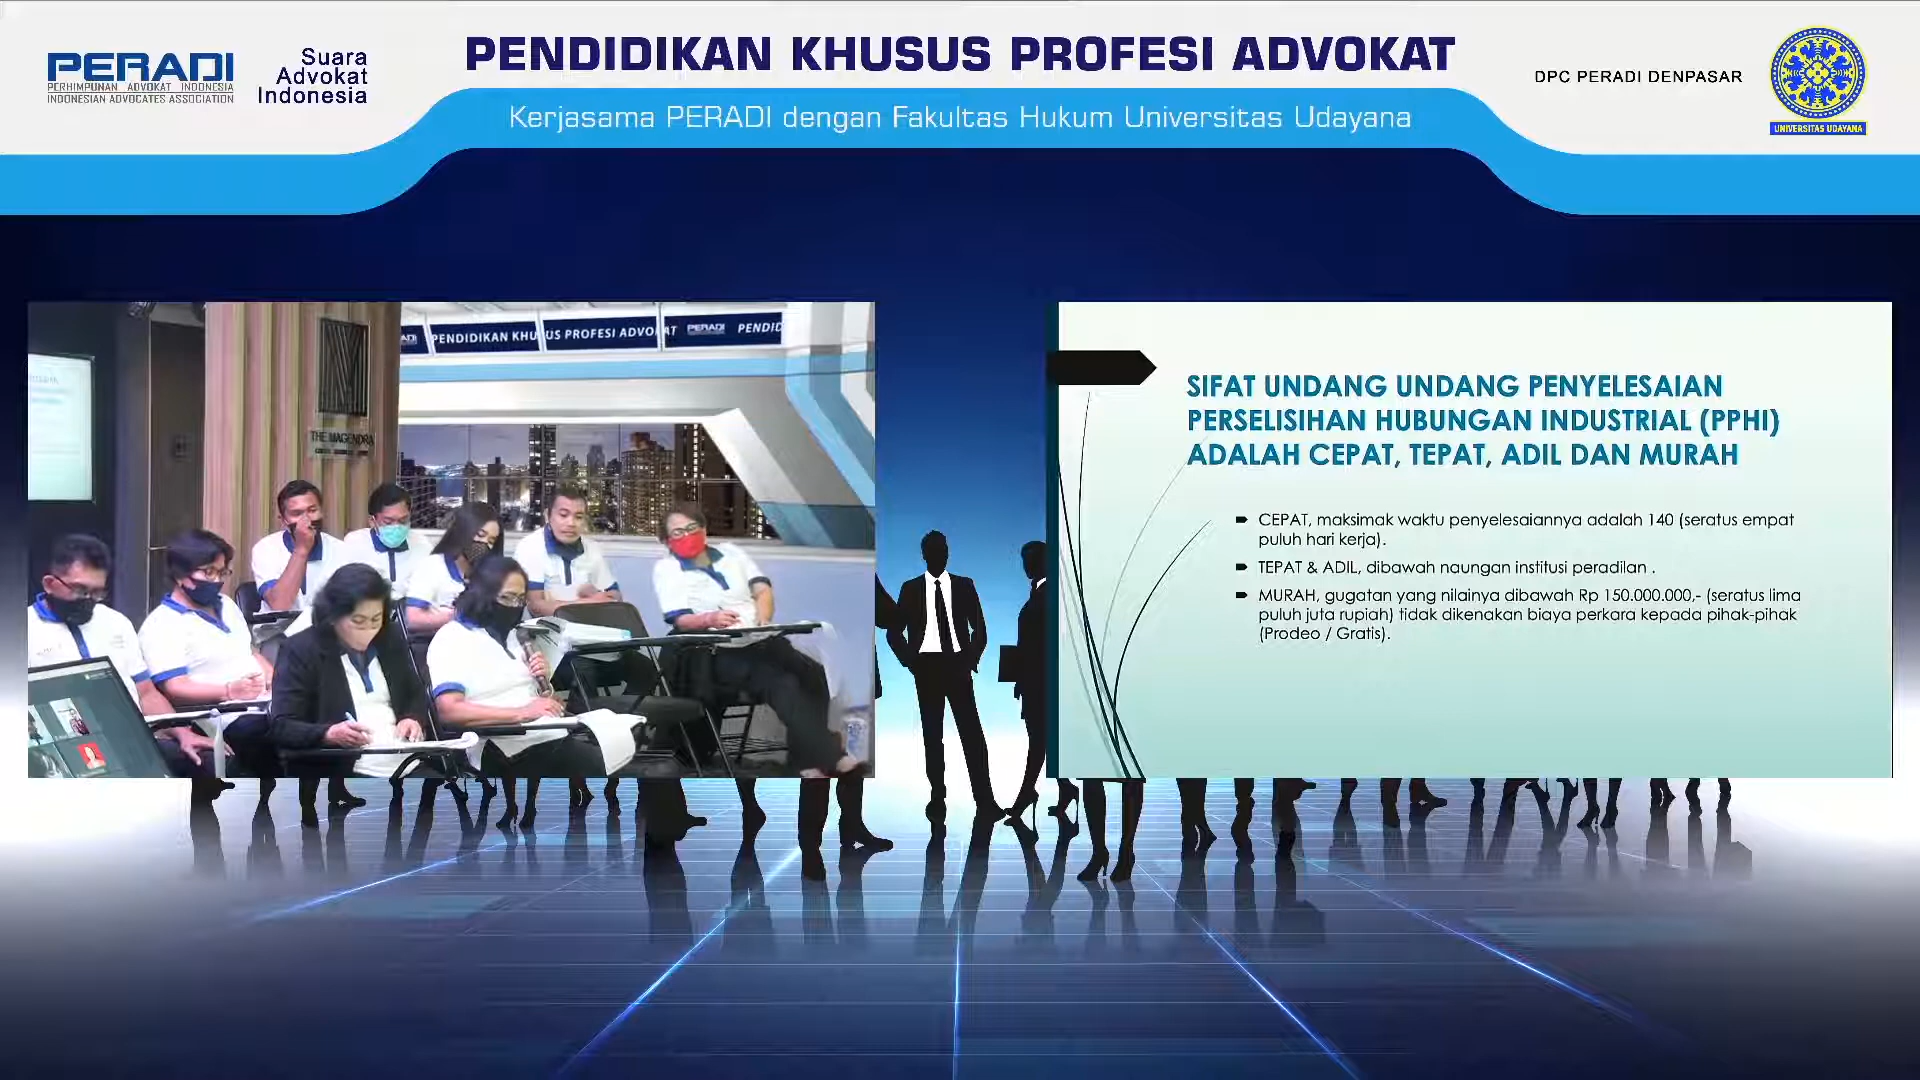 PERADI
PERHIMPUNAN ADVOKAT INDONESIA
INDONESIAN ADVOCATES ASSOCIATION
Suara
Advokat
Indonesia
PENDIDIKAN KHUSUS PROFESI ADVOKAT
Kerjasama PERADI dengan Fakultas Hukum Universitas Udayana
DPC PERADI DENPASAR
UNIVERSITAS UDAYANA
PENDIDIKAN KHUSUS PROFESI ADVOKAT
PERADI
PENDID
THE MAGENDRA
SIFAT UNDANG UNDANG PENYELESAIAN
PERSELISIHAN HUBUNGAN INDUSTRIAL (PPHI)
ADALAH CEPAT, TEPAT, ADIL DAN MURAH
CEPAT, maksimak waktu penyelesaiannya adalah 140 (seratus empat
puluh hari kerja).
TEPAT & ADIL, dibawah naungan institusi peradilan .
MURAH, gugatan yang nilainya dibawah Rp 150.000.000,- (seratus lima
puluh juta rupiah) tidak dikenakan biaya perkara kepada pihak-pihak
(Prodeo / Gratis).